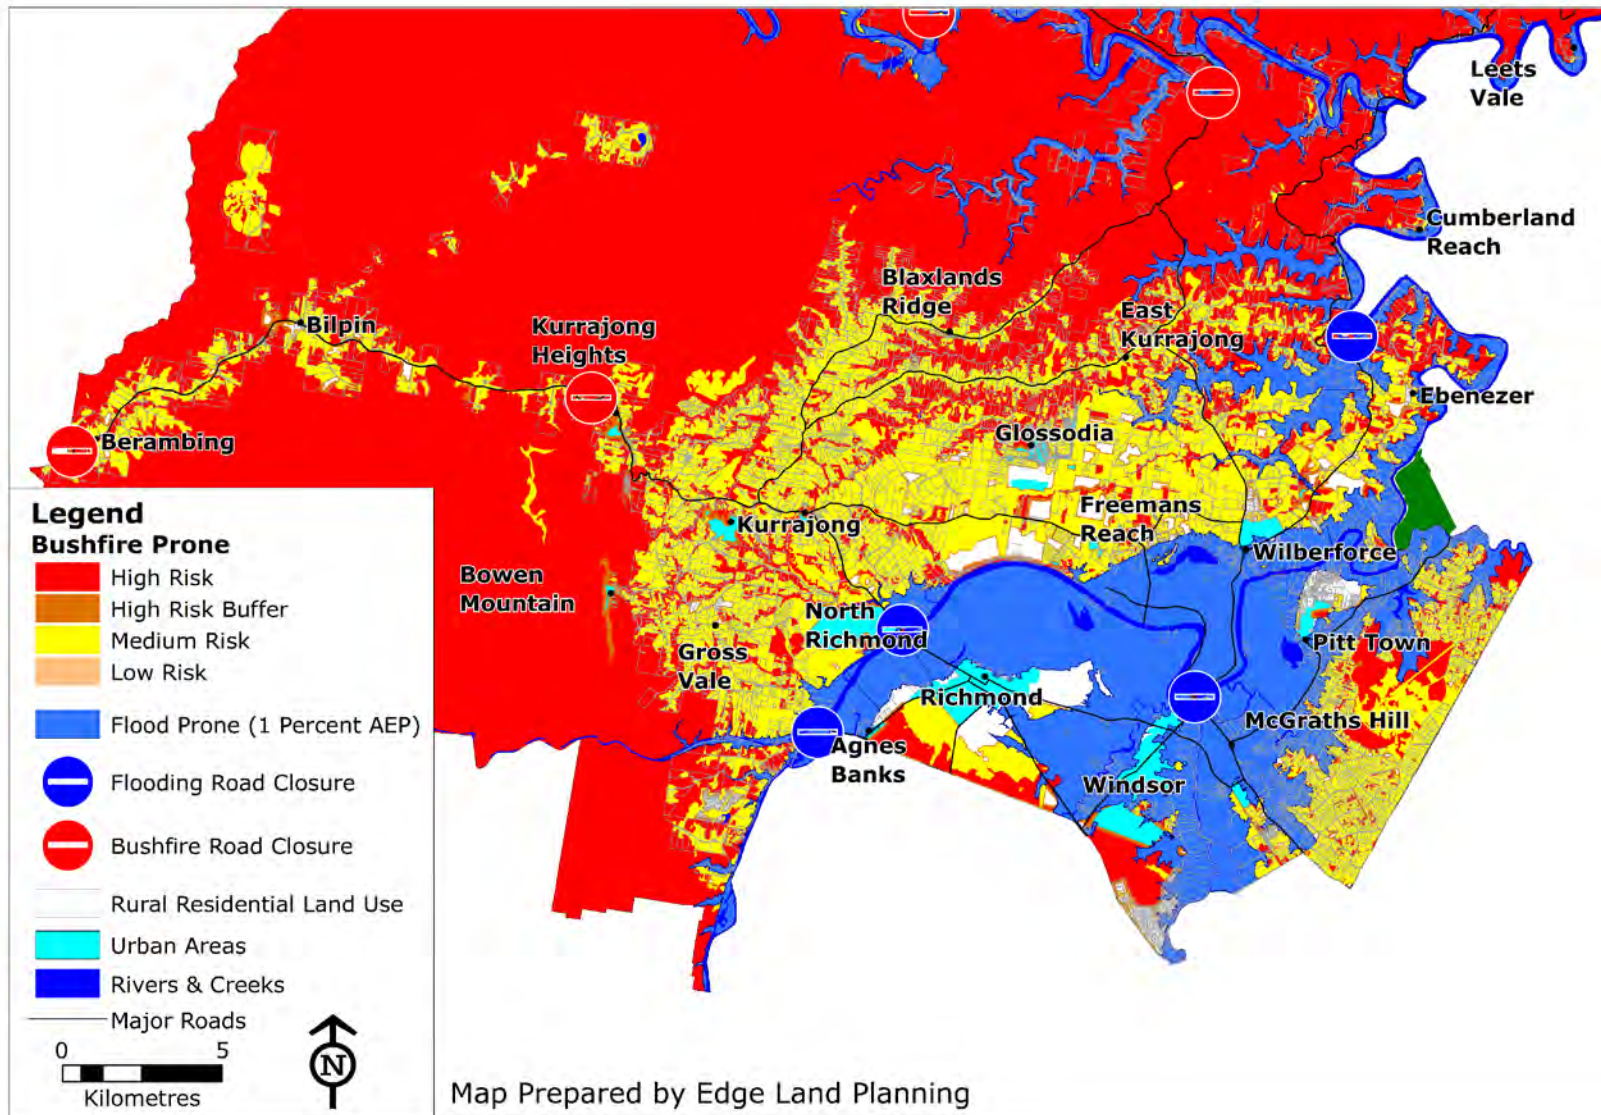 Leets
Vale
Cumberland
Reach
Blaxlands
Ridge
East
Kurrajong
Bilpin
Kurrajong
Heights
Ebenezer
Berambing
Glossodia
Freemans
Reach
Kurrajong
Wilberforce
Bowen
Mountain
North
Richmond
Pitt Town
Gross
Vale
Richmond
McGraths Hill
Agnes
Banks
Windsor
Legend
Bushfire Prone
High Risk
High Risk Buffer
Medium Risk
Low Risk
Flood Prone (1 Percent AEP)
Flooding Road Closure
Bushfire Road Closure
Rural Residential Land Use
Urban Areas
Rivers & Creeks
Major Roads
0 5
Kilometres
N
Map Prepared by Edge Land Planning